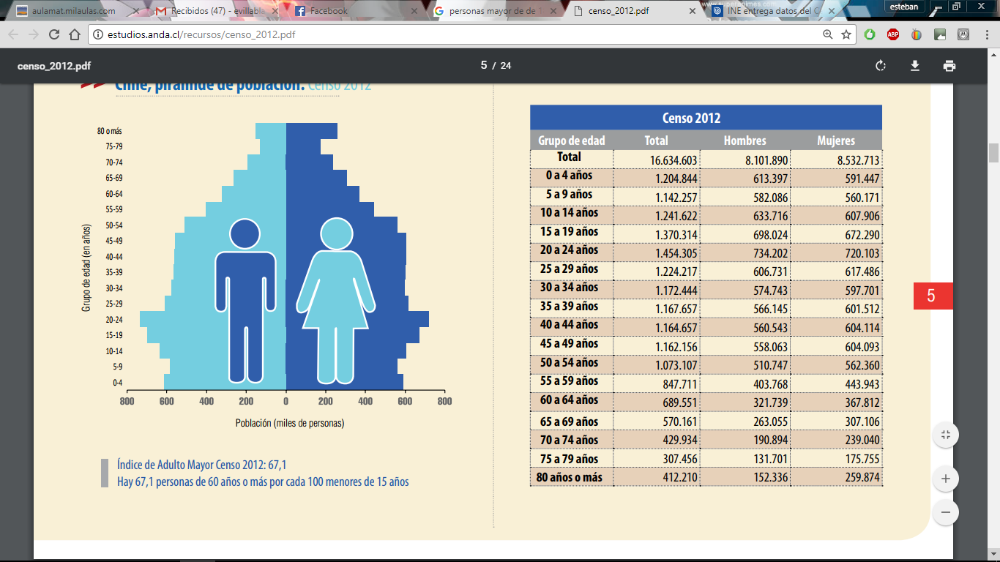 aulamat.milaulas.com
Recibidos (47) - evillabla
Facebook
personas mayor de de 1
censo_2012.pdf
INE entrega datos del C
esteban
estudios.anda.cl/recursos/censo_2012.pdf
ABP
censo_2012.pdf
5 / 24
Chile, pirámide de población. Censo 2012
80 o más
75-79
70-74
65-69
60-64
55-59
50-54
45-49
40-44
35-39
30-34
25-29
20-24
15-19
10-14
5-9
0-4
Grupo de edad (en años)
800 600 400 200 0 200 400 600 800
Población (miles de personas)
Índice de Adulto Mayor Censo 2012: 67,1
Hay 67,1 personas de 60 años o más por cada 100 menores de 15 años
Censo 2012
Grupo de edad Total Hombres Mujeres
Total 16.634.603 8.101.890 8.532.713
0 a 4 años 1.204.844 613.397 591.447
5 a 9 años 1.142.257 582.086 560.171
10 a 14 años 1.241.622 633.716 607.906
15 a 19 años 1.370.314 698.024 672.290
20 a 24 años 1.454.305 734.202 720.103
25 a 29 años 1.224.217 606.731 617.486
30 a 34 años 1.172.444 574.743 597.701
35 a 39 años 1.167.657 566.145 601.512
40 a 44 años 1.164.657 560.543 604.114
45 a 49 años 1.162.156 558.063 604.093
50 a 54 años 1.073.107 510.747 562.360
55 a 59 años 847.711 403.768 443.943
60 a 64 años 689.551 321.739 367.812
65 a 69 años 570.161 263.055 307.106
70 a 74 años 429.934 190.894 239.040
75 a 79 años 307.456 131.701 175.755
80 años o más 412.210 152.336 259.874
5